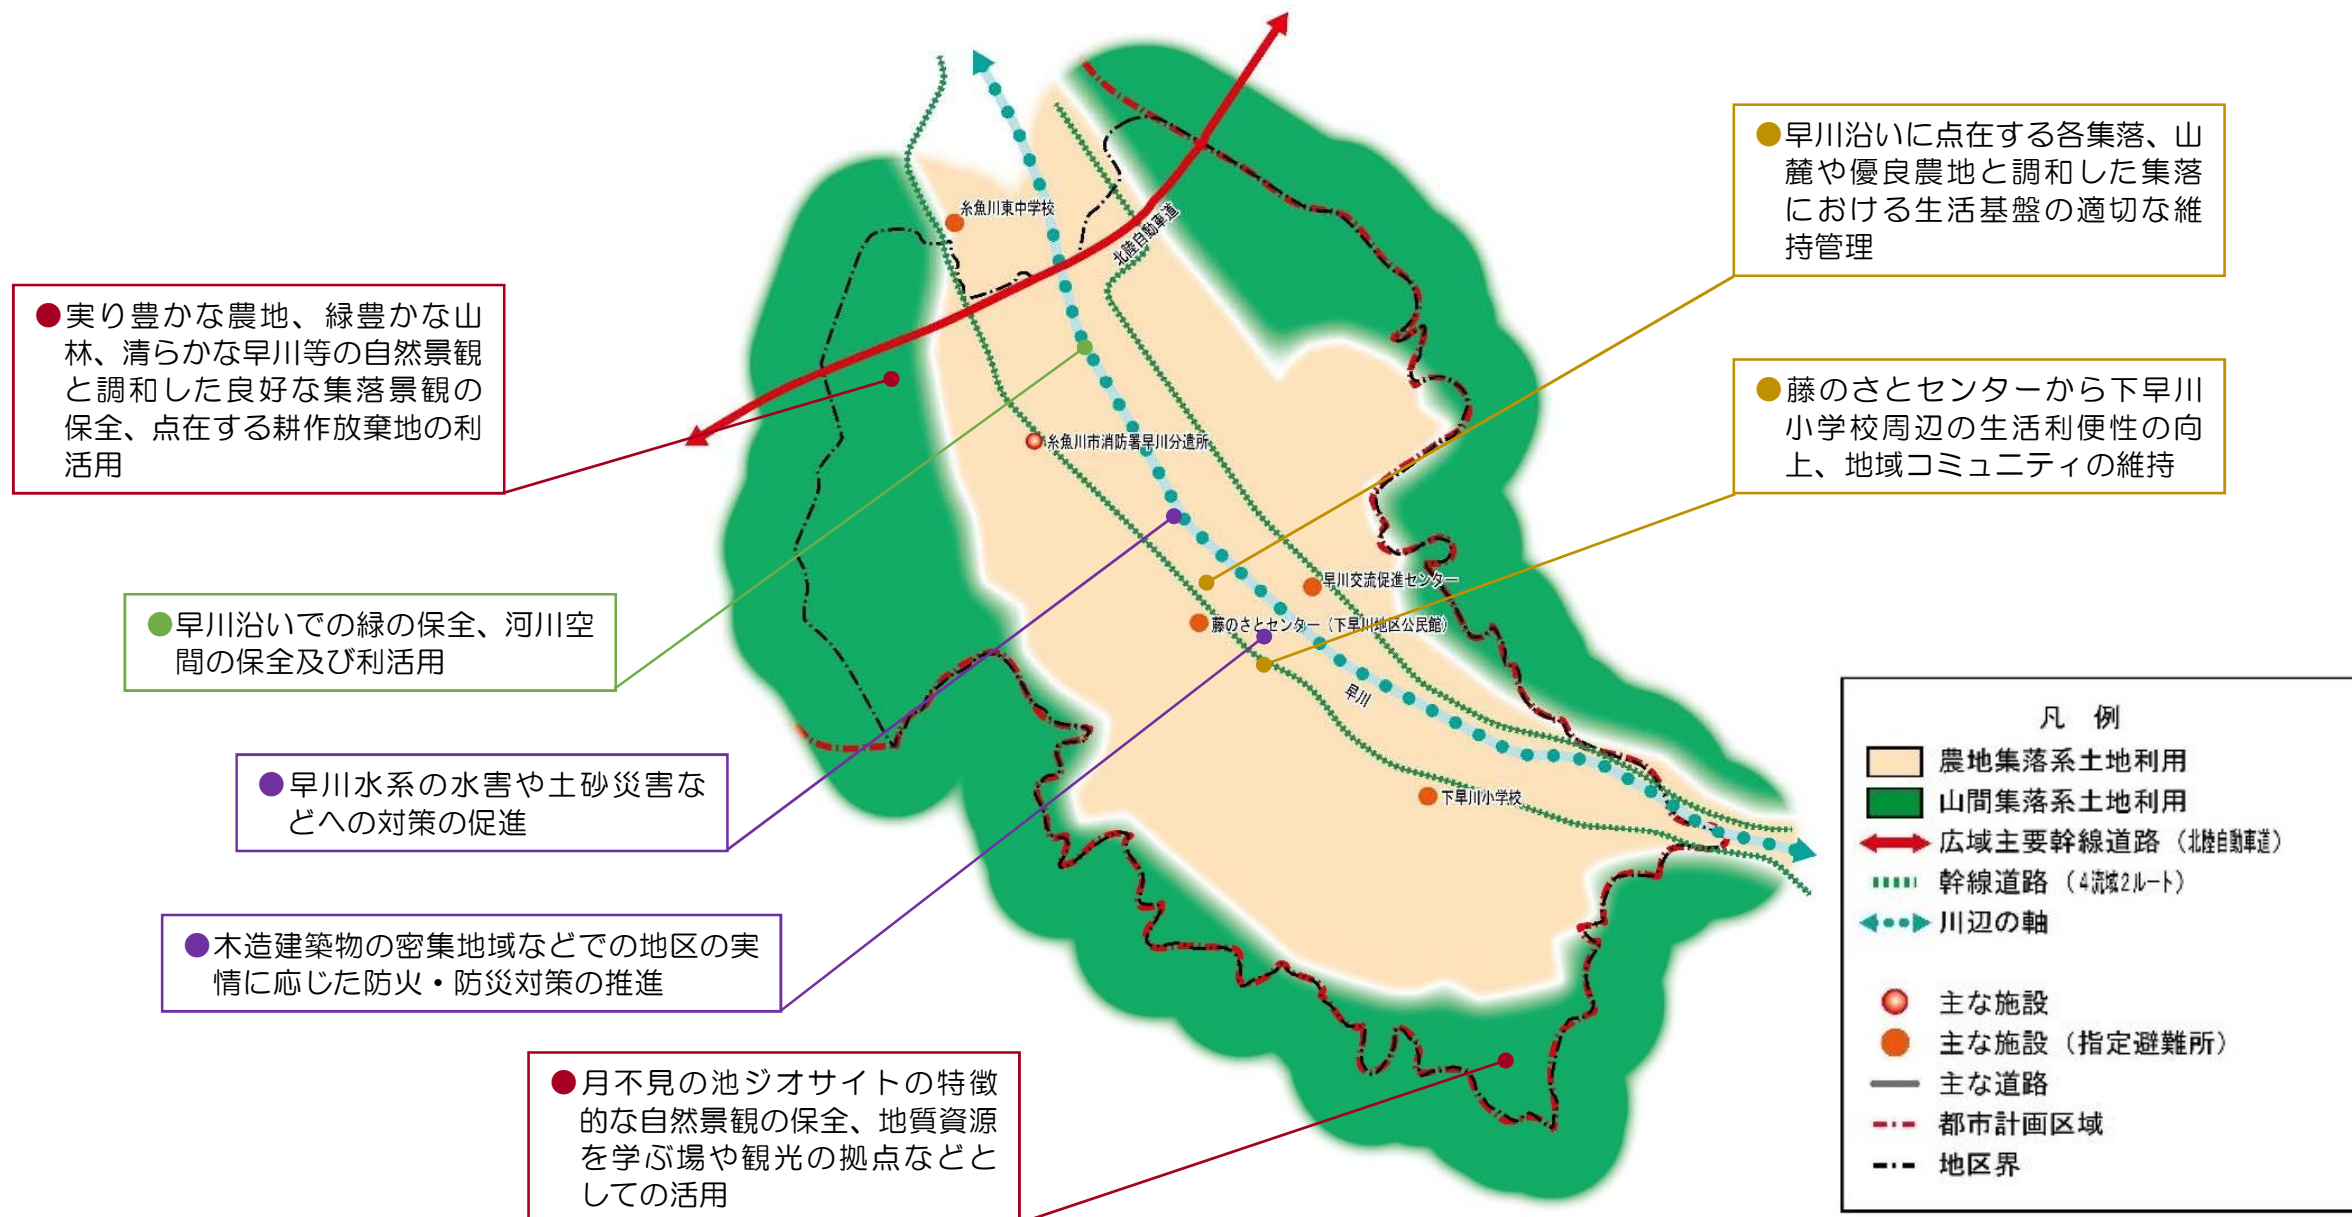 ●早川沿いに点在する各集落、山
麓や優良農地と調和した集落
における生活基盤の適切な維
持管理
糸魚川東中学校
北陸自動車道
●実り豊かな農地、緑豊かな山
林、清らかな早川等の自然景観
と調和した良好な集落景観の
保全、点在する耕作放棄地の利
活用
●藤のさとセンターから下早川
小学校周辺の生活利便性の向
上、地域コミュニティの維持
糸魚川市消防署早川分遣所
早川交流促進センター
藤のさとセンター（下早川地区公民館）
●早川沿いでの緑の保全、河川空
間の保全及び利活用
早川
下早川小学校
●早川水系の水害や土砂災害な
どへの対策の促進
●木造建築物の密集地域などでの地区の実
情に応じた防火・防災対策の推進
●月不見の池ジオサイトの特徴
的な自然景観の保全、地質資源
を学ぶ場や観光の拠点などと
しての活用
凡 例
農地集落系土地利用
山間集落系土地利用
広域主要幹線道路（北陸自動車道）
幹線道路（4流域2ルート）
川辺の軸
主な施設
主な施設（指定避難所）
主な道路
都市計画区域
地区界